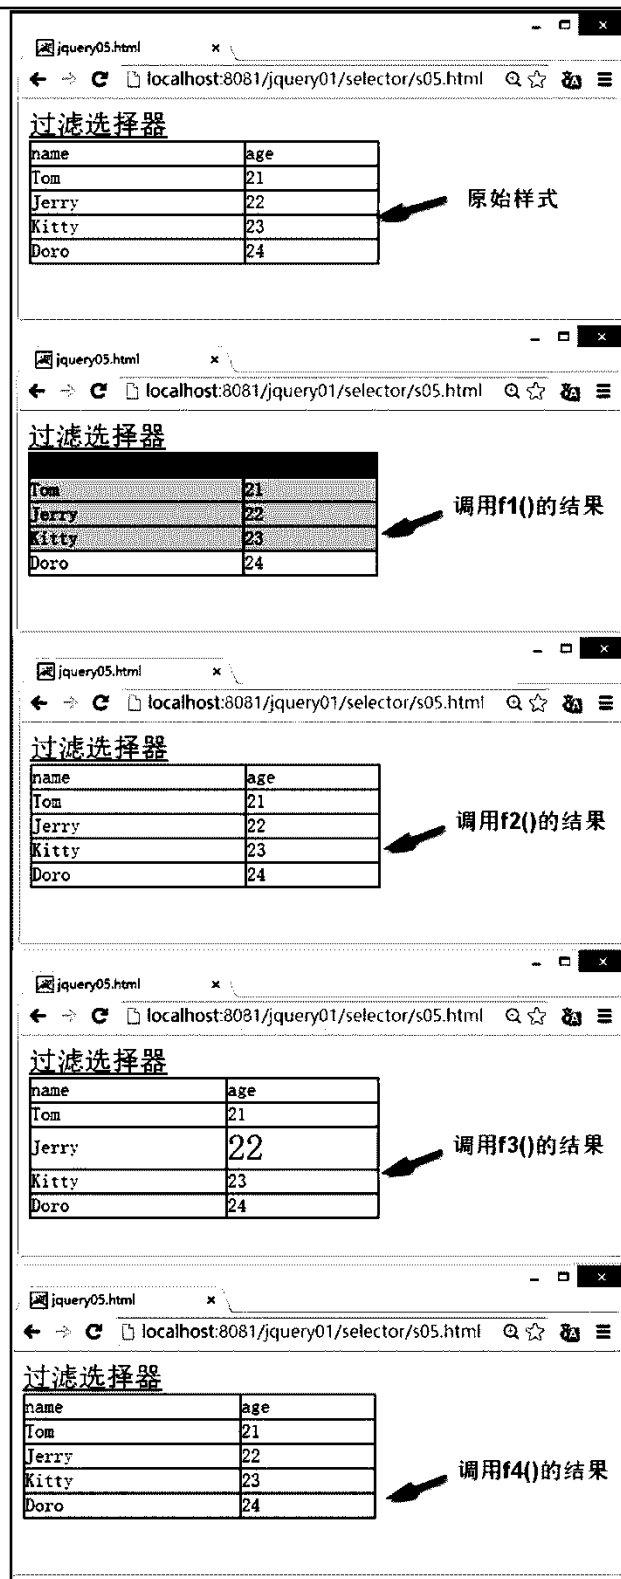 jquery05.html ×
localhost:8081/jquery01/selector/s05.html
过滤选择器
name age
Tom 21
Jerry 22
Kitty 23
Doro 24
原始样式
jquery05.html ×
localhost:8081/jquery01/selector/s05.html
过滤选择器
Tom 21
Jerry 22
Kitty 23
Doro 24
调用f1()的结果
jquery05.html ×
localhost:8081/jquery01/selector/s05.html
过滤选择器
name age
Tom 21
Jerry 22
Kitty 23
Doro 24
调用f2()的结果
jquery05.html ×
localhost:8081/jquery01/selector/s05.html
过滤选择器
name age
Tom 21
Jerry 22
Kitty 23
Doro 24
调用f3()的结果
jquery05.html ×
localhost:8081/jquery01/selector/s05.html
过滤选择器
name age
Tom 21
Jerry 22
Kitty 23
Doro 24
调用f4()的结果